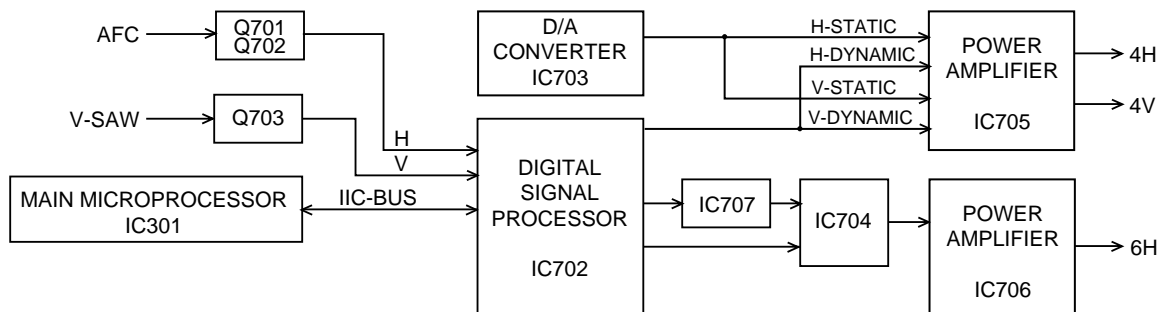 AFC
Q701
Q702
D/A
CONVERTER
IC703
H-STATIC
H-DYNAMIC
V-STATIC
V-DYNAMIC
POWER
AMPLIFIER
IC705
4H
4V
V-SAW
Q703
H
V
MAIN MICROPROCESSOR
IC301
IIC-BUS
DIGITAL
SIGNAL
PROCESSOR
IC702
IC707
IC704
POWER
AMPLIFIER
IC706
6H